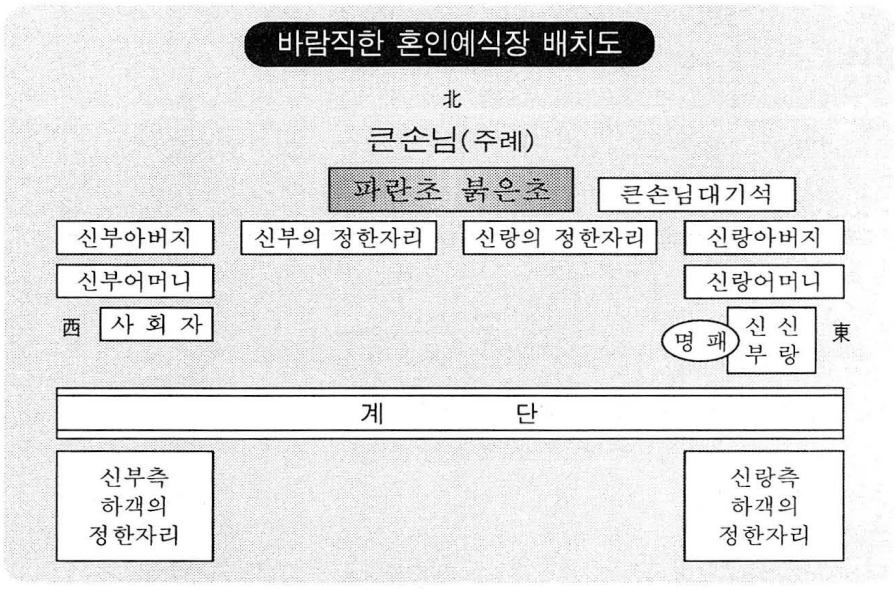 바람직한 혼인예식장 배치도
北
큰손님(주례)
파란초 붉은초
큰손님대기석
신부아버지
신부의 정한자리
신랑의 정한자리
신랑아버지
신부어머니
신랑어머니
西
사 회 자
명 패
신 신
부 랑
東
계 단
신부측
하객의
정한자리
신랑측
하객의
정한자리